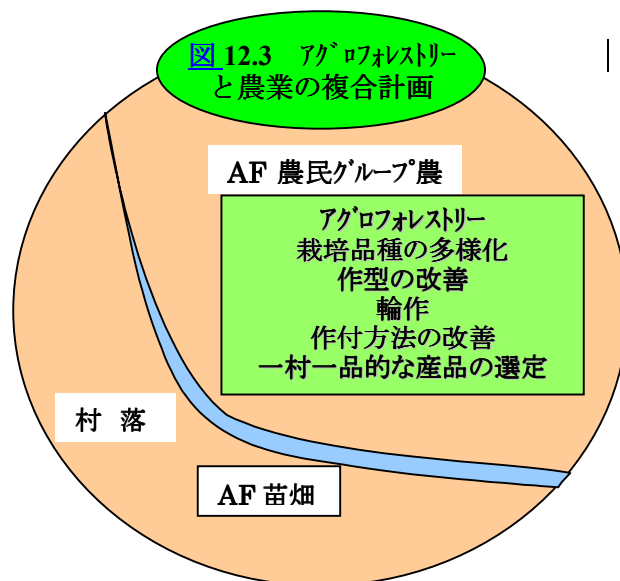 図 12.3 ｱｸﾞﾛﾌｫﾚｽﾄﾘｰ
と農業の複合計画
AF 農民ｸﾞﾙｰﾌﾟ農
ｱｸﾞﾛﾌｫﾚｽﾄﾘｰ
栽培品種の多様化
作型の改善
輪作
作付方法の改善
一村一品的な産品の選定
村 落
AF 苗畑